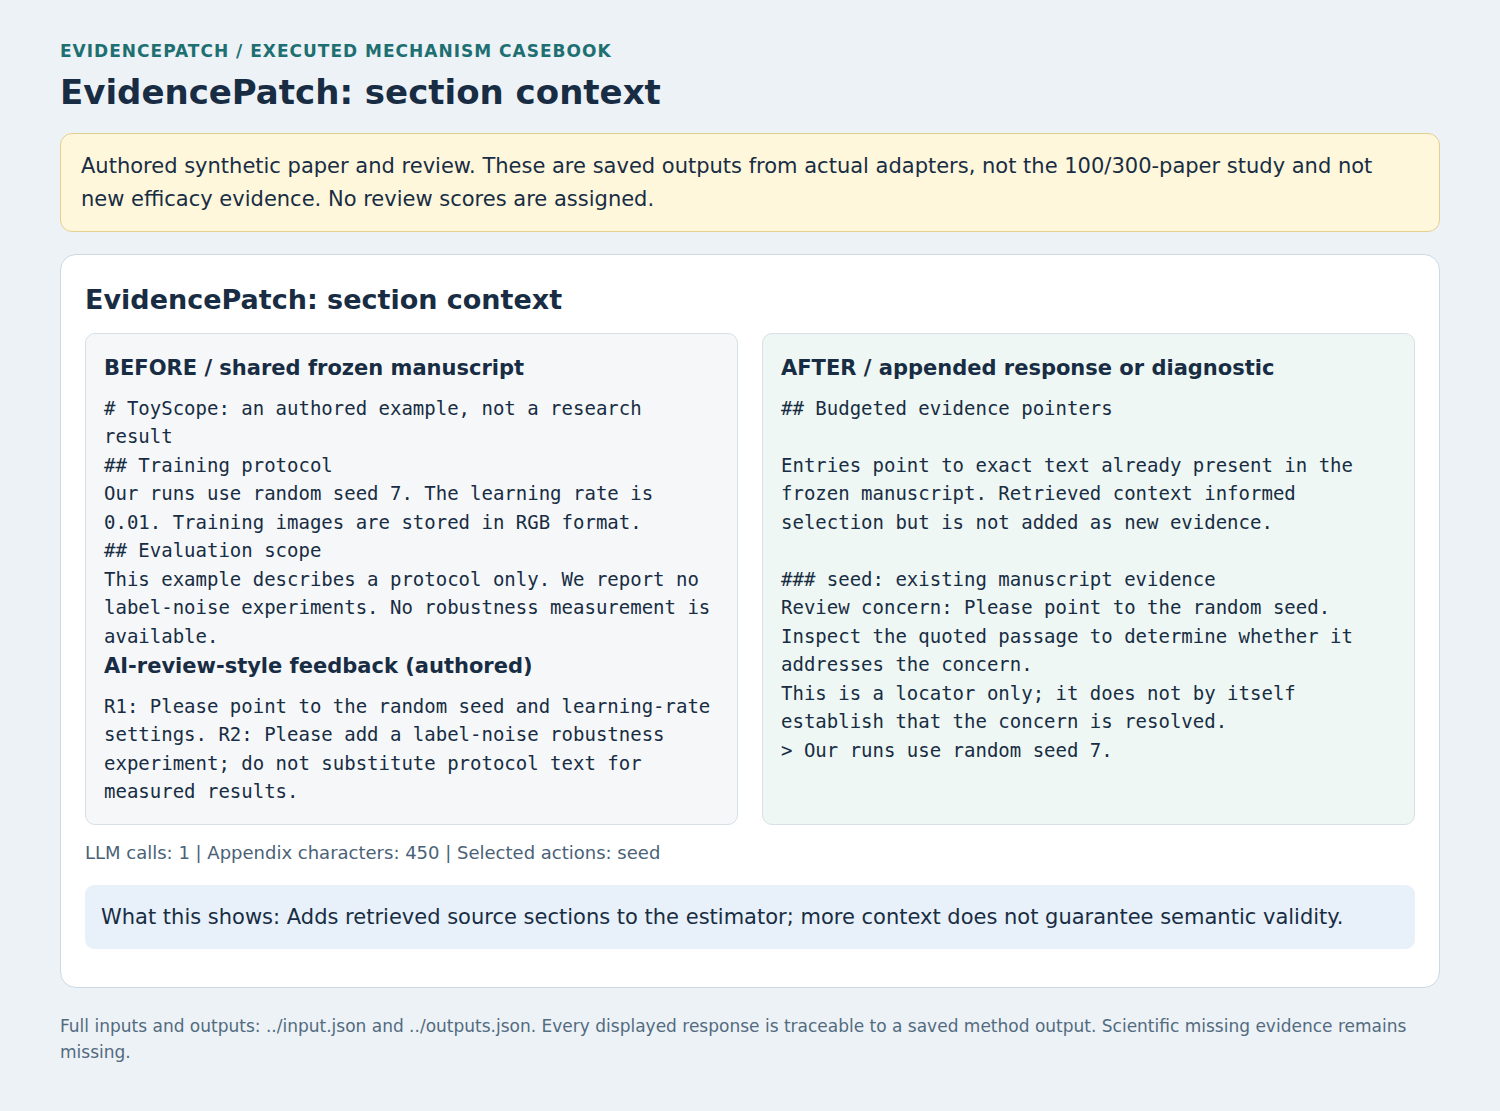 EVIDENCEPATCH / EXECUTED MECHANISM CASEBOOK
EvidencePatch: section context
Authored synthetic paper and review. These are saved outputs from actual adapters, not the 100/300-paper study and not
new efficacy evidence. No review scores are assigned.
EvidencePatch: section context
BEFORE / shared frozen manuscript
# ToyScope: an authored example, not a research
result
## Training protocol
Our runs use random seed 7. The learning rate is
0.01. Training images are stored in RGB format.
## Evaluation scope
This example describes a protocol only. We report no
label-noise experiments. No robustness measurement is
available.
AI-review-style feedback (authored)
R1: Please point to the random seed and learning-rate
settings. R2: Please add a label-noise robustness
experiment; do not substitute protocol text for
measured results.
AFTER / appended response or diagnostic
## Budgeted evidence pointers
Entries point to exact text already present in the
frozen manuscript. Retrieved context informed
selection but is not added as new evidence.
### seed: existing manuscript evidence
Review concern: Please point to the random seed.
Inspect the quoted passage to determine whether it
addresses the concern.
This is a locator only; it does not by itself
establish that the concern is resolved.
> Our runs use random seed 7.
LLM calls: 1 | Appendix characters: 450 | Selected actions: seed
What this shows: Adds retrieved source sections to the estimator; more context does not guarantee semantic validity.
Full inputs and outputs: ../input.json and ../outputs.json. Every displayed response is traceable to a saved method output. Scientific missing evidence remains
missing.